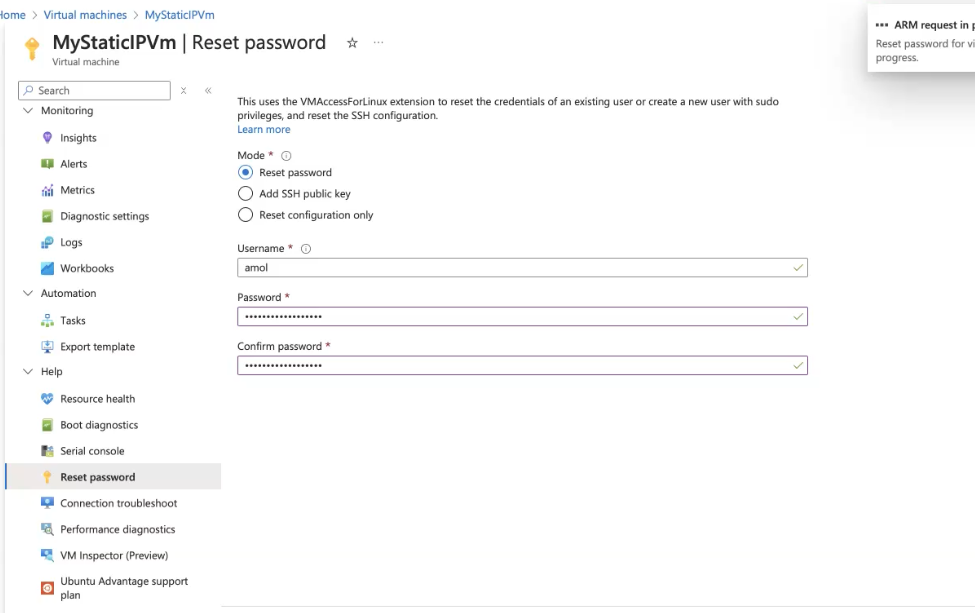 Home > Virtual machines > MyStaticIPVm
MyStaticIPVm | Reset password
Virtual machine
Search
Monitoring
Insights
Alerts
Metrics
Diagnostic settings
Logs
Workbooks
Automation
Tasks
Export template
Help
Resource health
Boot diagnostics
Serial console
Reset password
Connection troubleshoot
Performance diagnostics
VM Inspector (Preview)
Ubuntu Advantage support
plan
This uses the VMAccessForLinux extension to reset the credentials of an existing user or create a new user with sudo
privileges, and reset the SSH configuration.
Learn more
Mode *
Reset password
Add SSH public key
Reset configuration only
Username *
amol
Password *
••••••••••••••••••
Confirm password *
••••••••••••••••••
ARM request in
Reset password for
progress.